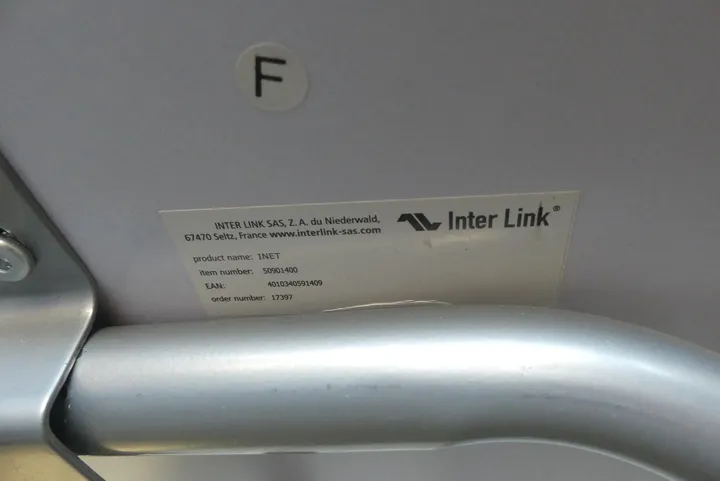 F
INTER LINK SAS, Z. A. du Niederwald,
67470 Seltz, France www.interlink-sas.com
Inter Link®
product name: INET
item number: 50901400
EAN: 4010340591409
order number: 17397